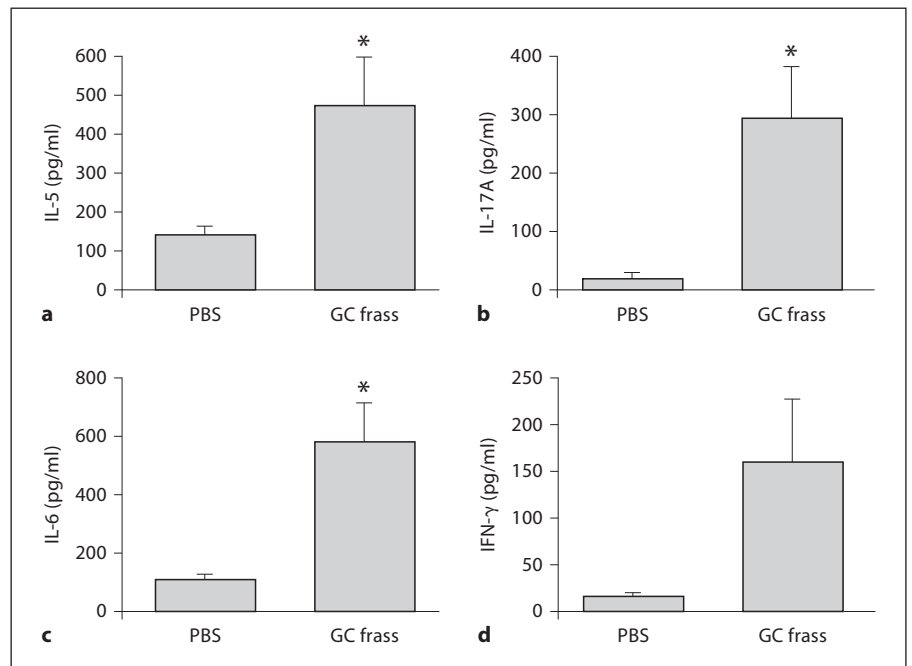 *
600
500
400
300
200
100
0
IL-5 (pg/ml)
PBS
GC frass
a
*
400
300
200
100
0
IL-17A (pg/ml)
PBS
GC frass
b
*
800
600
400
200
0
IL-6 (pg/ml)
PBS
GC frass
c
250
200
150
100
50
0
IFN-γ (pg/ml)
PBS
GC frass
d